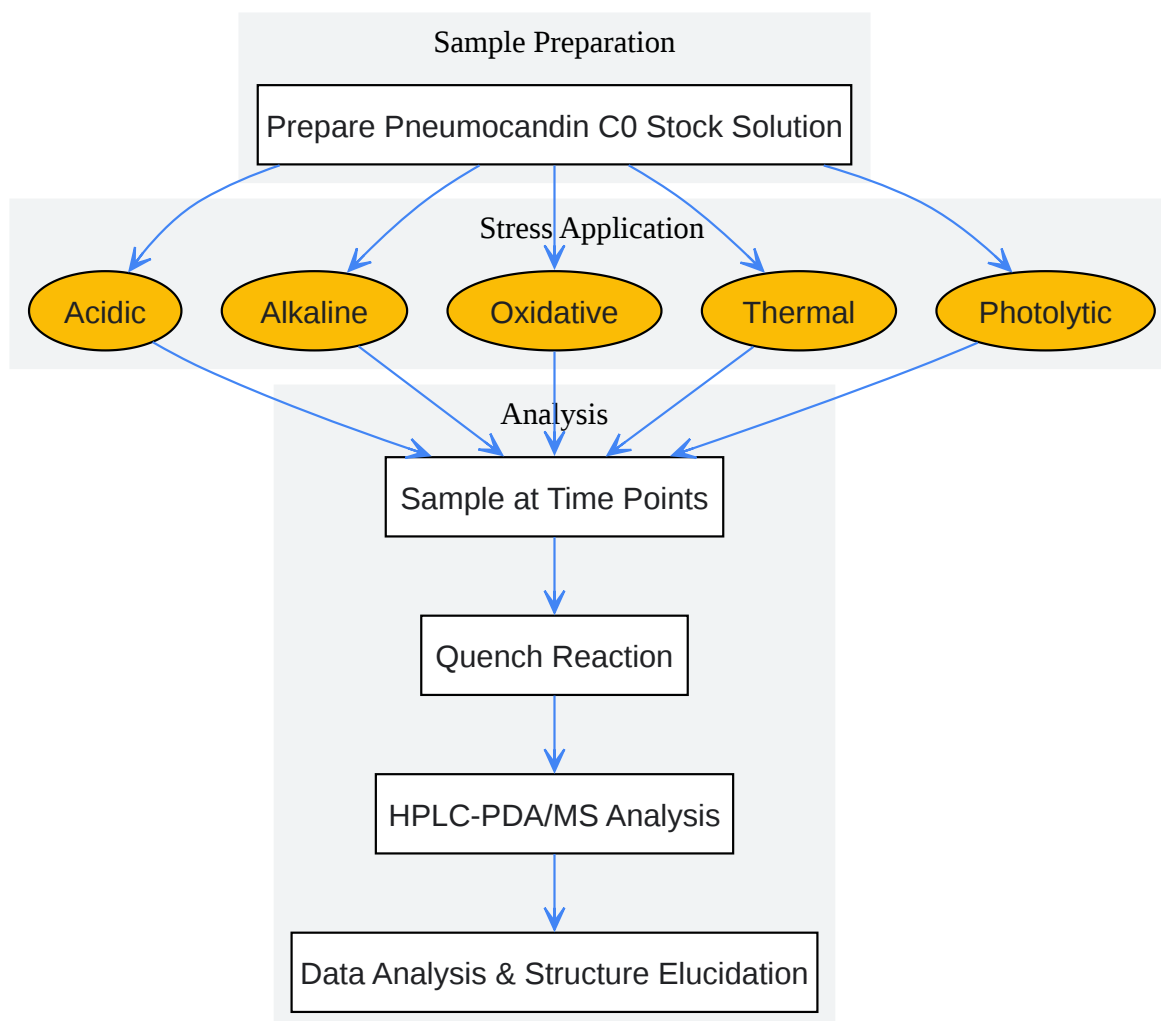 Sample Preparation
Prepare Pneumocandin C0 Stock Solution
Stress Application
Acidic
Alkaline
Oxidative
Thermal
Photolytic
Analysis
Sample at Time Points
Quench Reaction
HPLC-PDA/MS Analysis
Data Analysis & Structure Elucidation